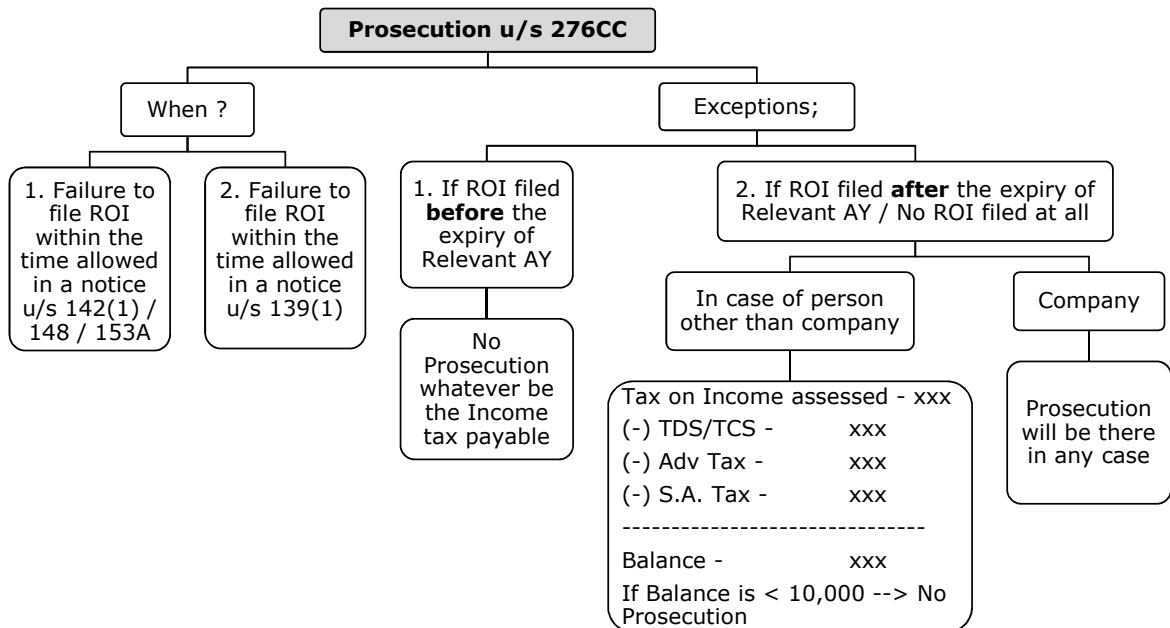 Prosecution u/s 276CC
When ?
Exceptions;
1. Failure to
file ROI
within the
time allowed
in a notice
u/s 142(1) /
148 / 153A
2. Failure to
file ROI
within the
time allowed
in a notice
u/s 139(1)
1. If ROI filed
before the
expiry of
Relevant AY
2. If ROI filed after the expiry of
Relevant AY / No ROI filed at all
No
Prosecution
whatever be
the Income
tax payable
In case of person
other than company
Company
Tax on Income assessed - xxx
(-) TDS/TCS - xxx
(-) Adv Tax - xxx
(-) S.A. Tax - xxx
-------------------------------
Balance - xxx
If Balance is < 10,000 --> No
Prosecution
Prosecution
will be there
in any case